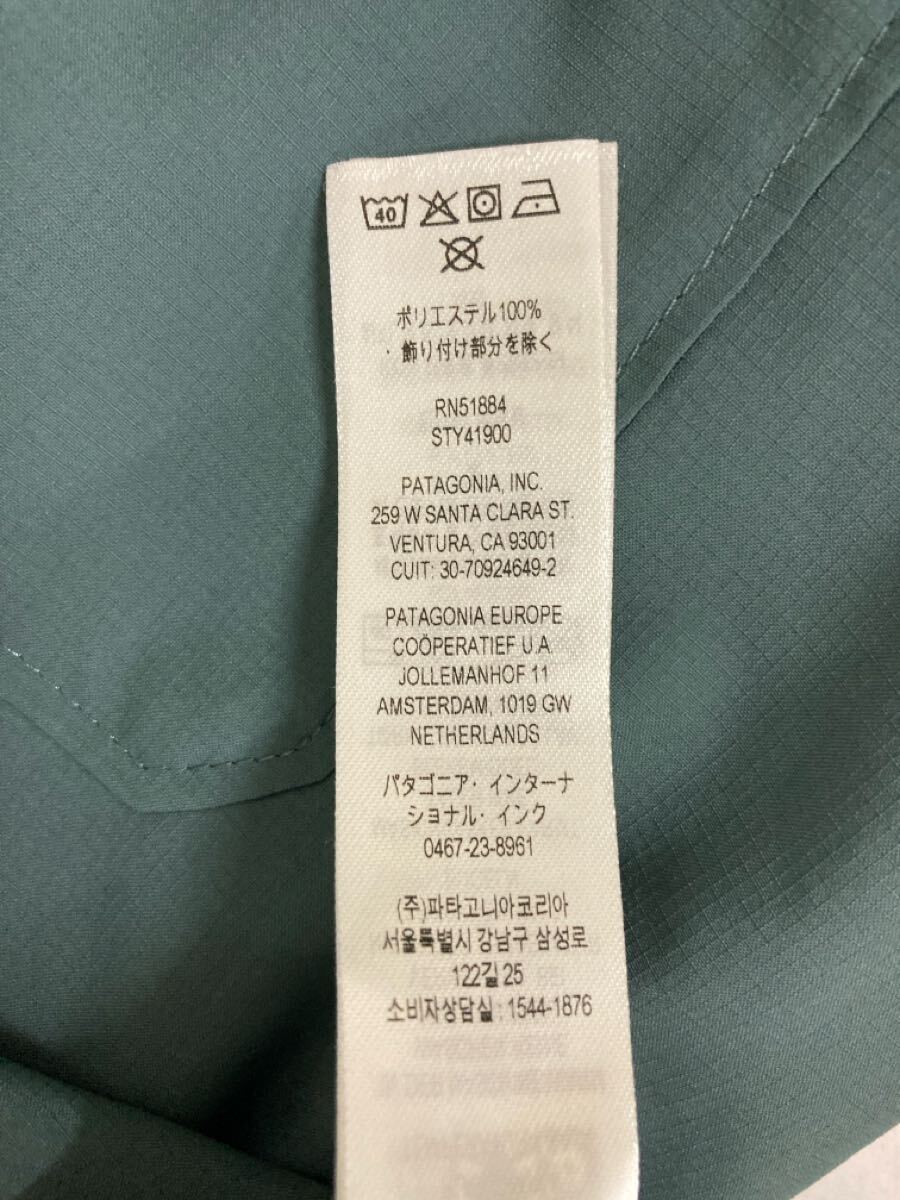 40
ポリエステル100%
・飾り付け部分を除く
RN51884
STY41900
PATAGONIA, INC.
259 W SANTA CLARA ST.
VENTURA, CA 93001
CUIT: 30-70924649-2
PATAGONIA EUROPE
COÖPERATIEF U.A.
JOLLEMANHOF 11
AMSTERDAM, 1019 GW
NETHERLANDS
パタゴニア・インターナ
ショナル・インク
0467-23-8961
(주)파타고니아코리아
서울특별시 강남구 삼성로
122길 25
소비자상담실 : 1544-1876